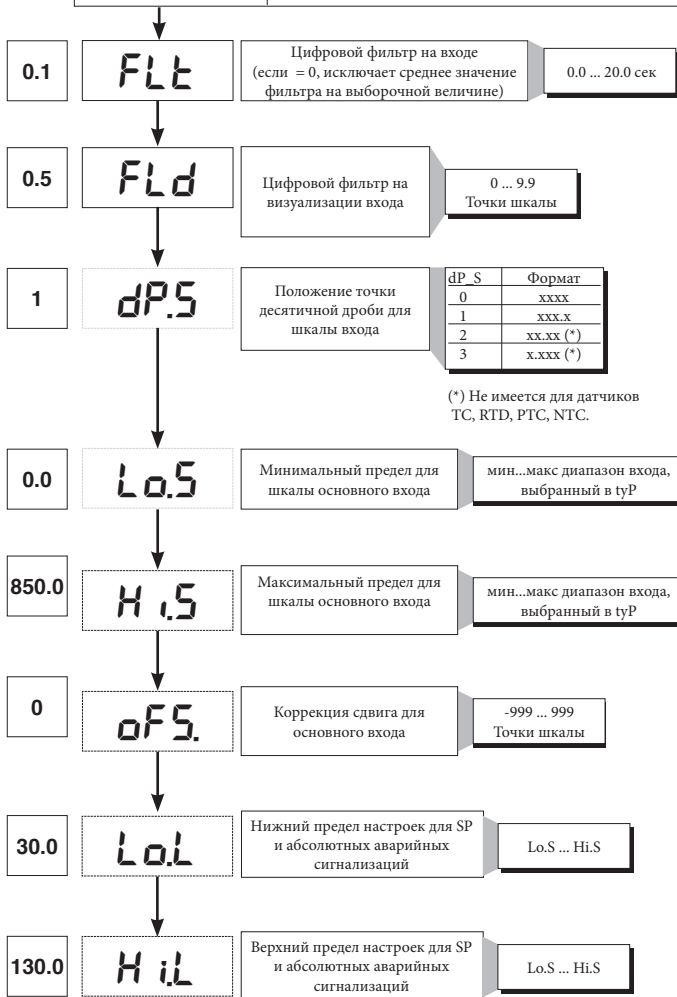 0.1
FLt
Цифровой фильтр на входе
(если = 0, исключает среднее значение
фильтра на выборочной величине)
0.0 ... 20.0 сек
0.5
FLd
Цифровой фильтр на
визуализации входа
0 ... 9.9
Точки шкалы
1
dP.S
Положение точки
десятичной дроби для
шкалы входа
dP_S Формат
0 xxxx
1 xxx.x
2 xx.xx (*)
3 x.xxx (*)
(*) Не имеется для датчиков
TC, RTD, PTC, NTC.
0.0
Lo.S
Минимальный предел для
шкалы основного входа
мин...макс диапазон входа,
выбранный в tyP
850.0
Hi.S
Максимальный предел для
шкалы основного входа
мин...макс диапазон входа,
выбранный в tyP
0
oFS.
Коррекция сдвига для
основного входа
-999 ... 999
Точки шкалы
30.0
Lo.L
Нижний предел настроек для SP
и абсолютных аварийных
сигнализаций
Lo.S ... Hi.S
130.0
Hi.L
Верхний предел настроек для SP
и абсолютных аварийных
сигнализаций
Lo.S ... Hi.S